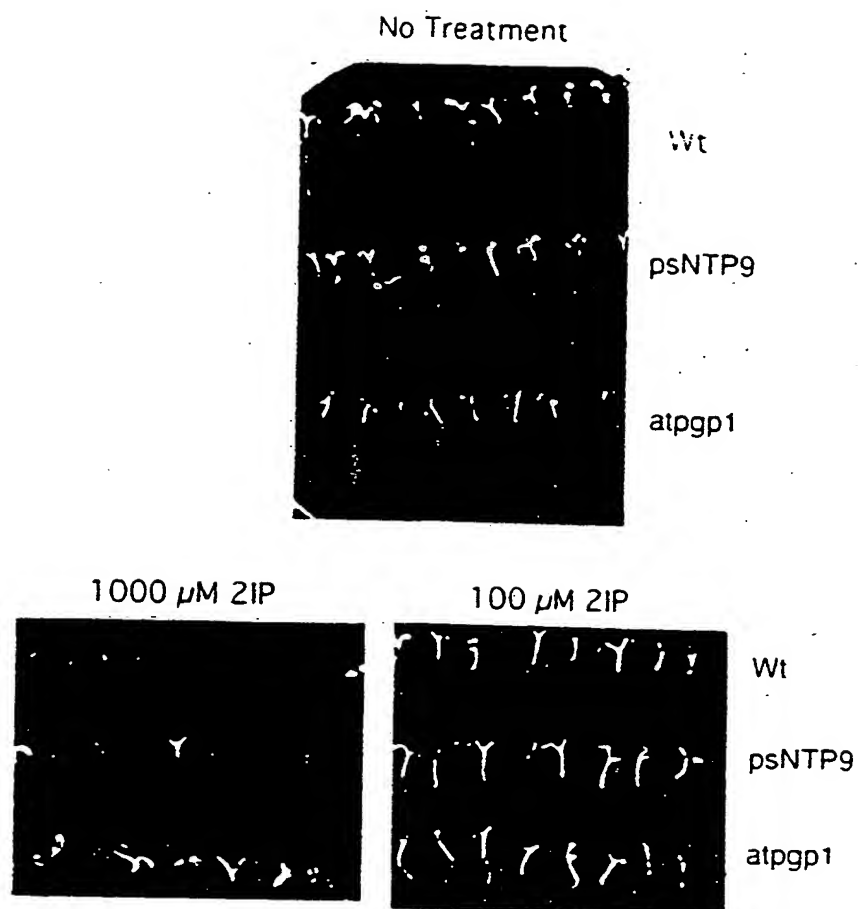 No Treatment
Wt
psNTP9
atpgp1
1000 μM 2IP
100 μM 2IP
Wt
psNTP9
atpgp1